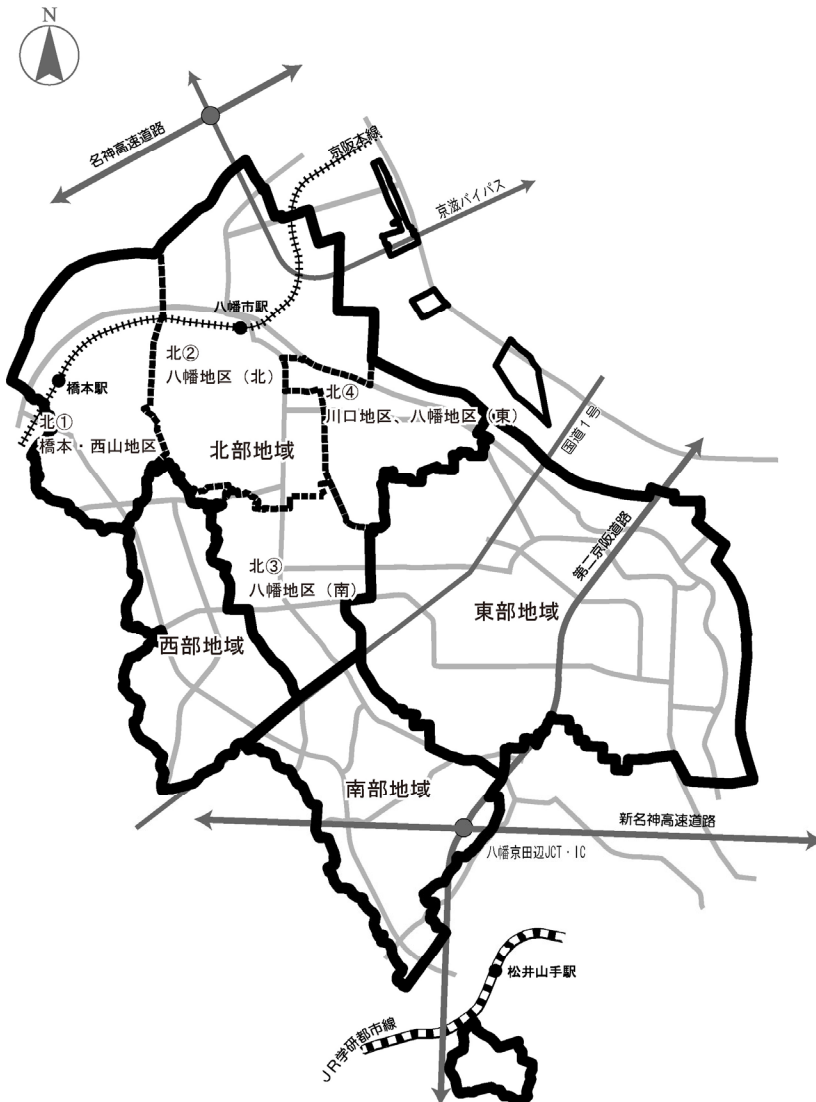 N
名神高速道路
京阪本線
京滋バイパス
八幡市駅
橋本駅
北②
八幡地区（北）
北④
川口地区、八幡地区（東）
北①
橋本・西山地区
北部地域
国道１号
第二京阪道路
北③
八幡地区（南）
東部地域
西部地域
南部地域
新名神高速道路
八幡京田辺JCT・IC
松井山手駅
ＪＲ学研都市線